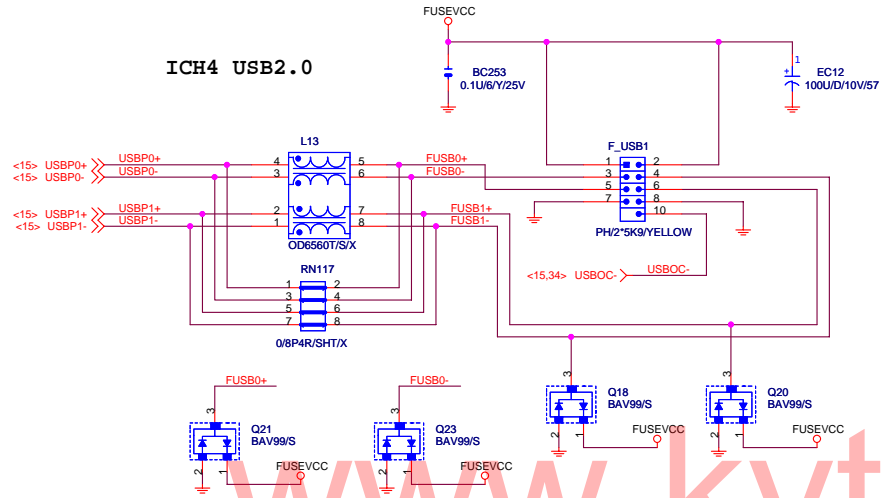 FUSEVCC
ICH4 USB2.0
BC253
0.1U/6/Y/25V
1
+
EC12
100U/D/10V/57
L13
F_USB1
<15> USBP0+ USBP0+ 4 5 FUSB0+ 1 2
<15> USBP0- USBP0- 3 6 FUSB0- 3 4
5 6
<15> USBP1+ USBP1+ 2 7 FUSB1+ 7 8
<15> USBP1- USBP1- 1 8 FUSB1- 10
OD6560T/S/X
PH/2*5K9/YELLOW
RN117
<15,34> USBOC- USBOC-
1 2
3 4
5 6
7 8
0/8P4R/SHT/X
FUSB0+ FUSB0- 3 3
Q18
BAV99/S
Q20
BAV99/S
3 3
Q21
BAV99/S
Q23
BAV99/S
2 1 FUSEVCC 2 1 FUSEVCC
2 1 FUSEVCC 2 1 FUSEVCC
www.kyt